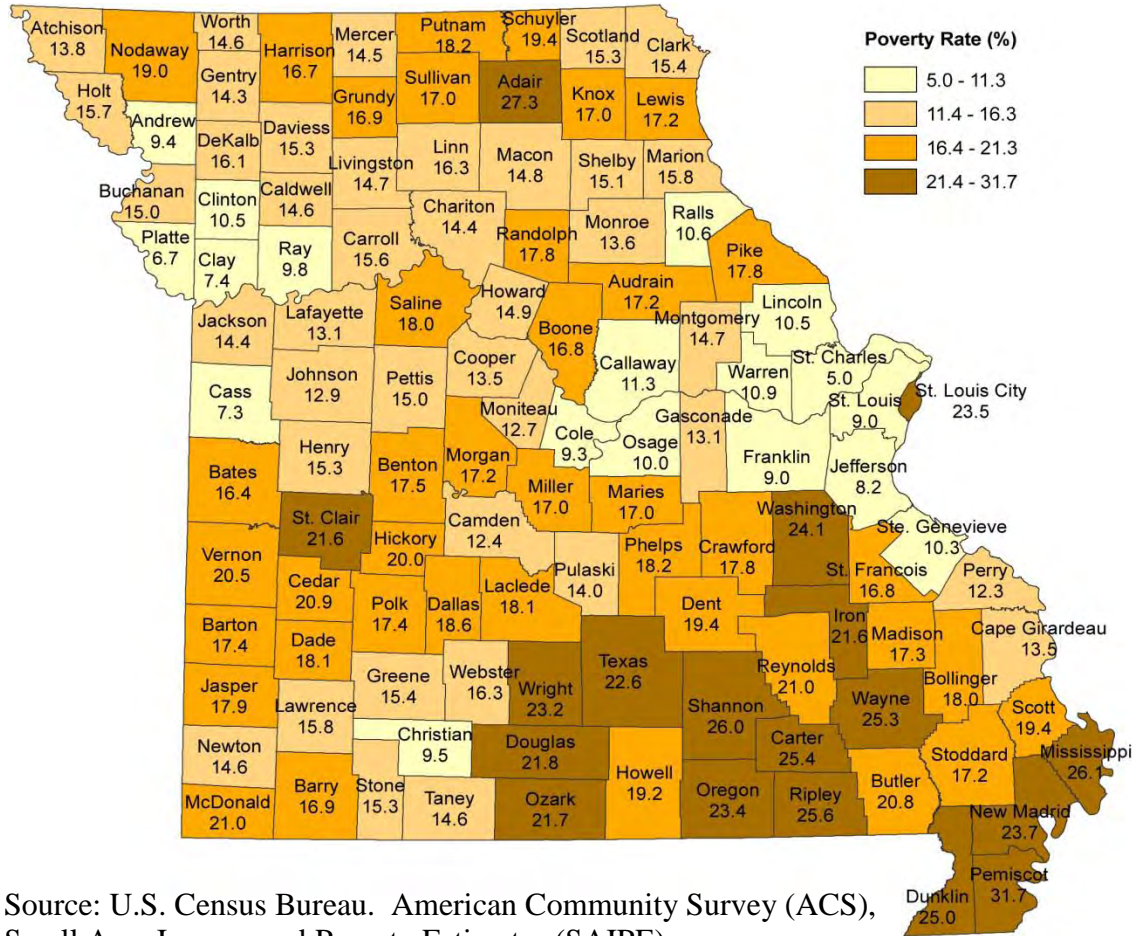 Poverty Rate (%)
5.0 - 11.3
11.4 - 16.3
16.4 - 21.3
21.4 - 31.7
Atchison
13.8
Nodaway
19.0
Worth
14.6
Harrison
16.7
Mercer
14.5
Putnam
18.2
Schuyler
19.4
Scotland
15.3
Clark
15.4
Holt
15.7
Andrew
9.4
Gentry
14.3
Grundy
16.9
Sullivan
17.0
Adair
27.3
Knox
17.0
Lewis
17.2
DeKalb
16.1
Daviess
15.3
Livingston
14.7
Linn
16.3
Macon
14.8
Shelby
15.1
Marion
15.8
Buchanan
15.0
Clinton
10.5
Caldwell
14.6
Chariton
14.4
Randolph
17.8
Monroe
13.6
Ralls
10.6
Pike
17.8
Platte
6.7
Clay
7.4
Ray
9.8
Carroll
15.6
Saline
18.0
Howard
14.9
Boone
16.8
Audrain
17.2
Montgomery
14.7
Lincoln
10.5
Jackson
14.4
Lafayette
13.1
Cooper
13.5
Callaway
11.3
Warren
10.9
St. Charles
5.0
St. Louis
9.0
St. Louis City
23.5
Cass
7.3
Johnson
12.9
Pettis
15.0
Moniteau
12.7
Cole
9.3
Osage
10.0
Gasconade
13.1
Franklin
9.0
Jefferson
8.2
Henry
15.3
Bates
16.4
Benton
17.5
Morgan
17.2
Miller
17.0
Maries
17.0
St. Clair
21.6
Camden
12.4
Phelps
18.2
Crawford
17.8
Washington
24.1
Ste. Genevieve
10.3
St. Francois
16.8
Perry
12.3
Vernon
20.5
Hickory
20.0
Cedar
20.9
Polk
17.4
Dallas
18.6
Laclede
18.1
Pulaski
14.0
Dent
19.4
Iron
21.6
Madison
17.3
Cape Girardeau
13.5
Barton
17.4
Dade
18.1
Greene
15.4
Webster
16.3
Wright
23.2
Texas
22.6
Reynolds
21.0
Shannon
26.0
Wayne
25.3
Bollinger
18.0
Scott
19.4
Jasper
17.9
Lawrence
15.8
Christian
9.5
Douglas
21.8
Carter
25.4
Stoddard
17.2
Mississippi
26.1
Newton
14.6
McDonald
21.0
Barry
16.9
Stone
15.3
Taney
14.6
Ozark
21.7
Howell
19.2
Oregon
23.4
Ripley
25.6
Butler
20.8
New Madrid
23.7
Dunklin
25.0
Pemiscot
31.7
Source: U.S. Census Bureau. American Community Survey (ACS),